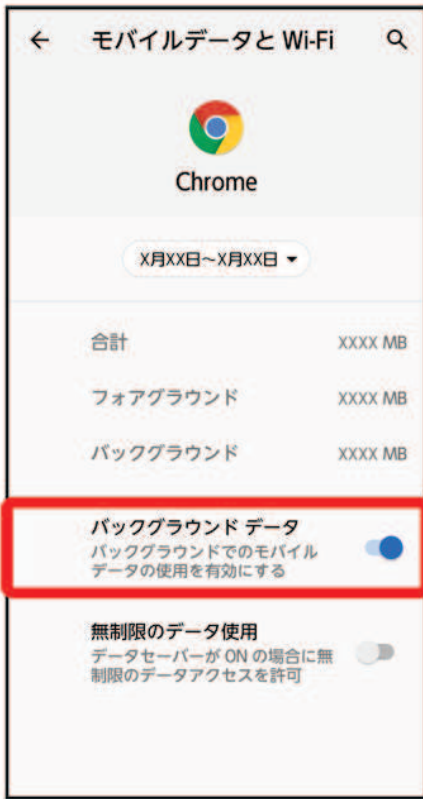 モバイルデータと Wi-Fi
Chrome
X月XX日～X月XX日
合計 XXXX MB
フォアグラウンド XXXX MB
バックグラウンド XXXX MB
バックグラウンド データ
バックグラウンドでのモバイル
データの使用を有効にする
無制限のデータ使用
データセーバーが ON の場合に無
制限のデータアクセスを許可